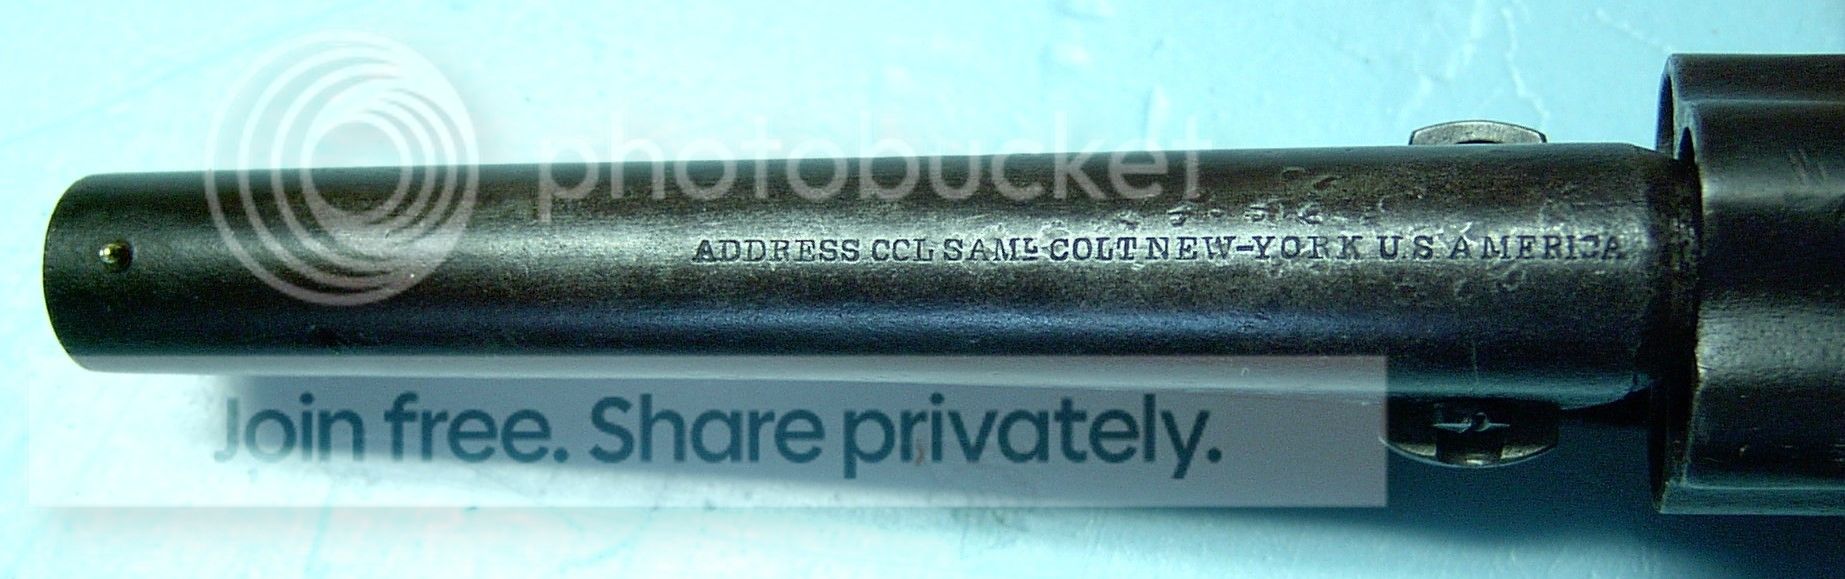 photobucket
ADDRESS COL SAML COLT NEW-YORK U.S AMERICA
Join free. Share privately.